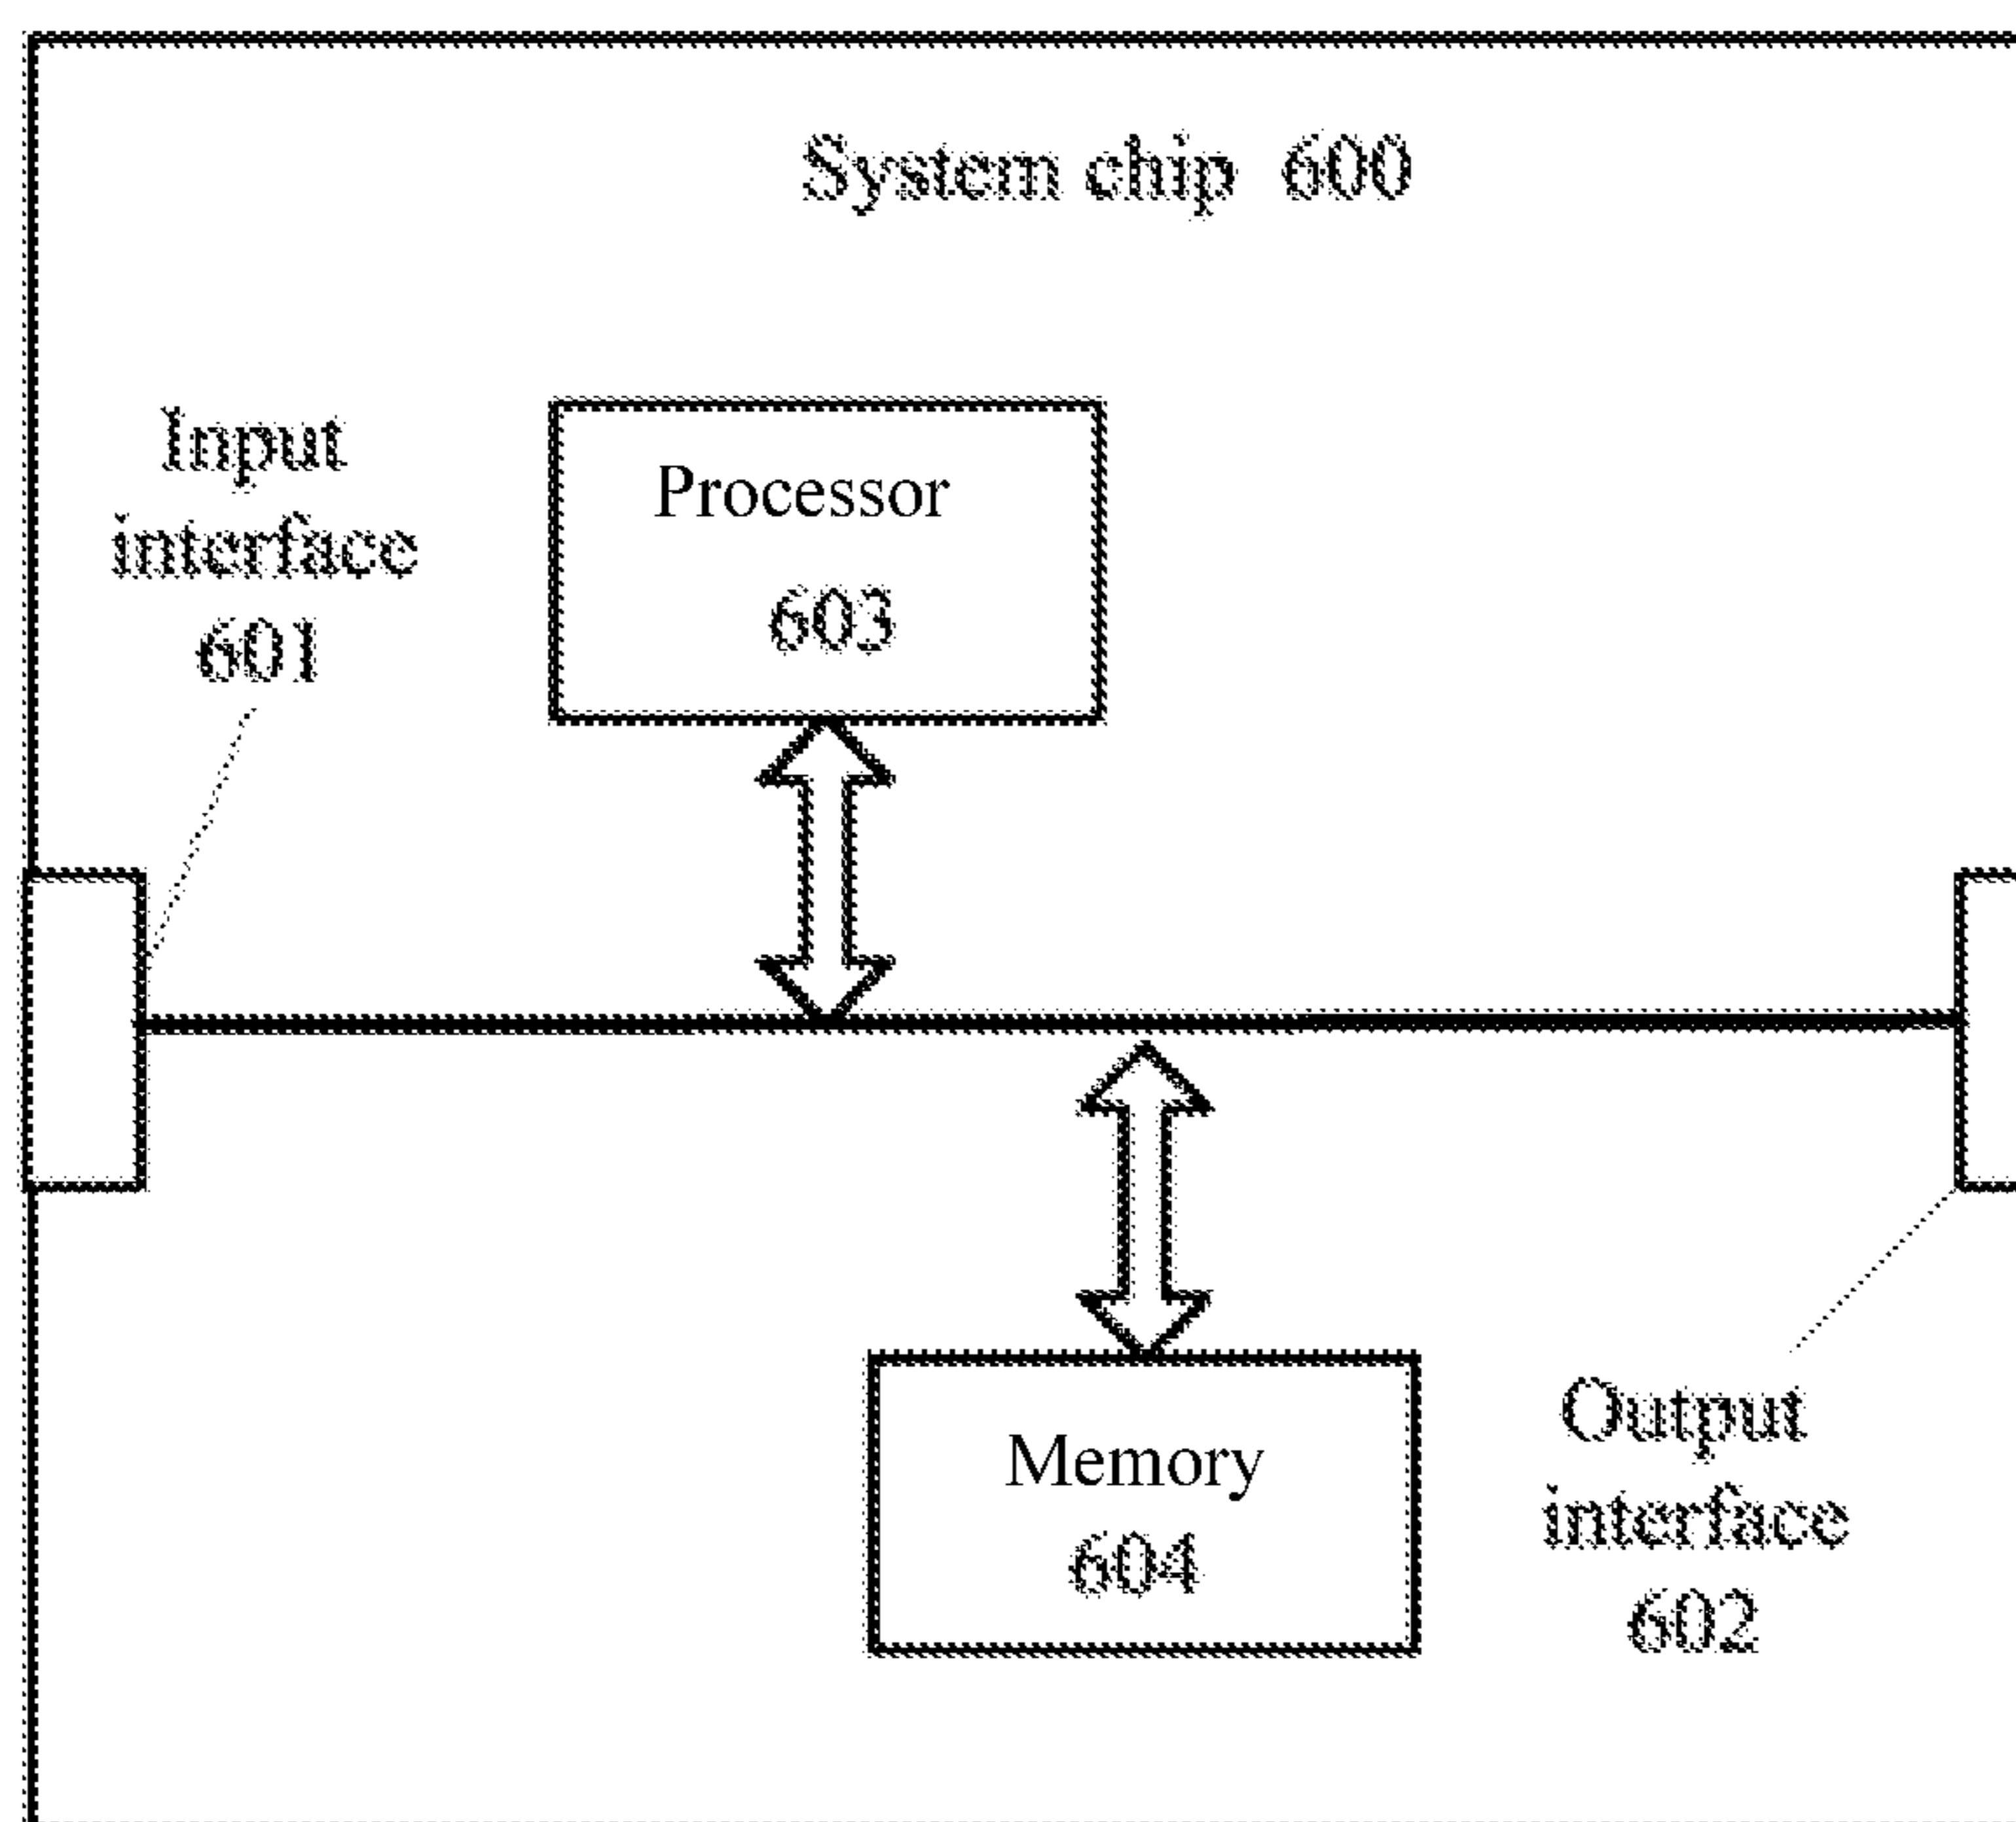 System chip 600
Input
interface
601
Processor
603
Memory
604
Output
interface
602